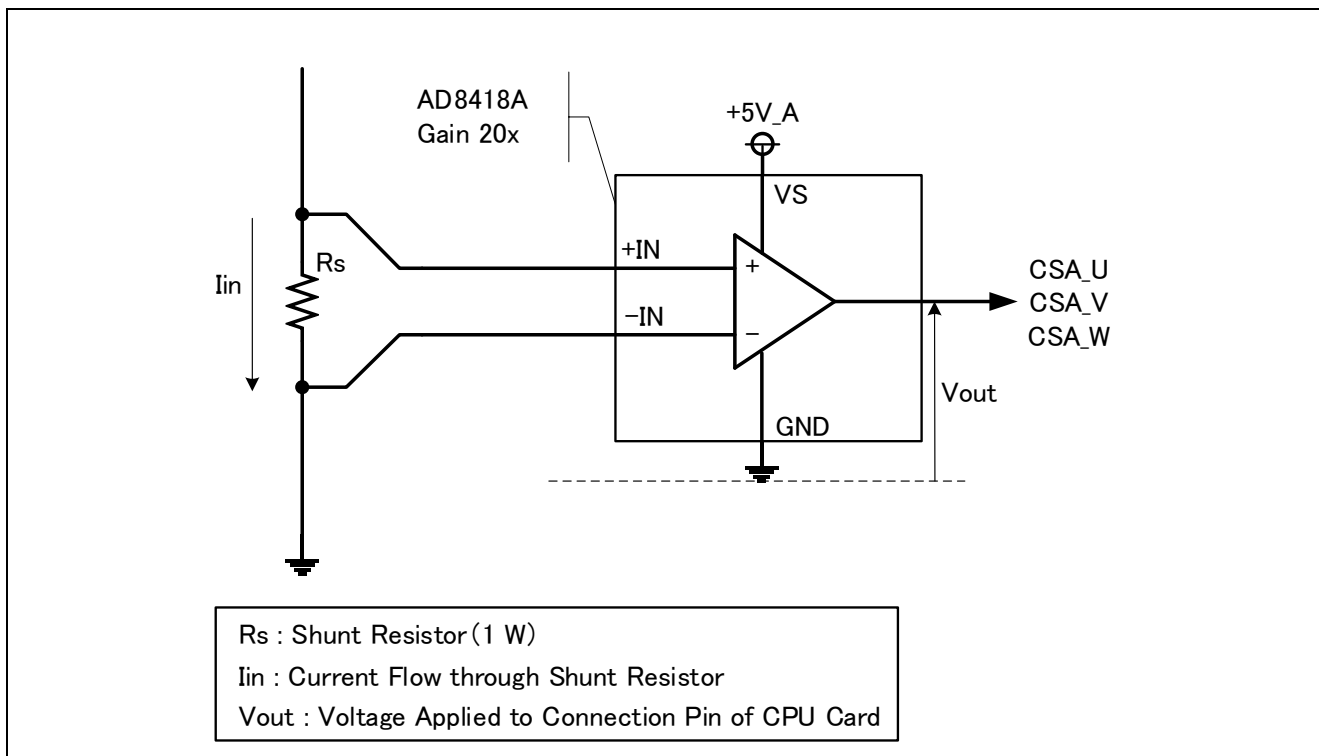 AD8418A
Gain 20x
+5V_A
VS
+IN
Rs
+
Iin
CSA_U
CSA_V
CSA_W
−IN
−
Vout
GND
Rs : Shunt Resistor(1 W)
Iin : Current Flow through Shunt Resistor
Vout : Voltage Applied to Connection Pin of CPU Card